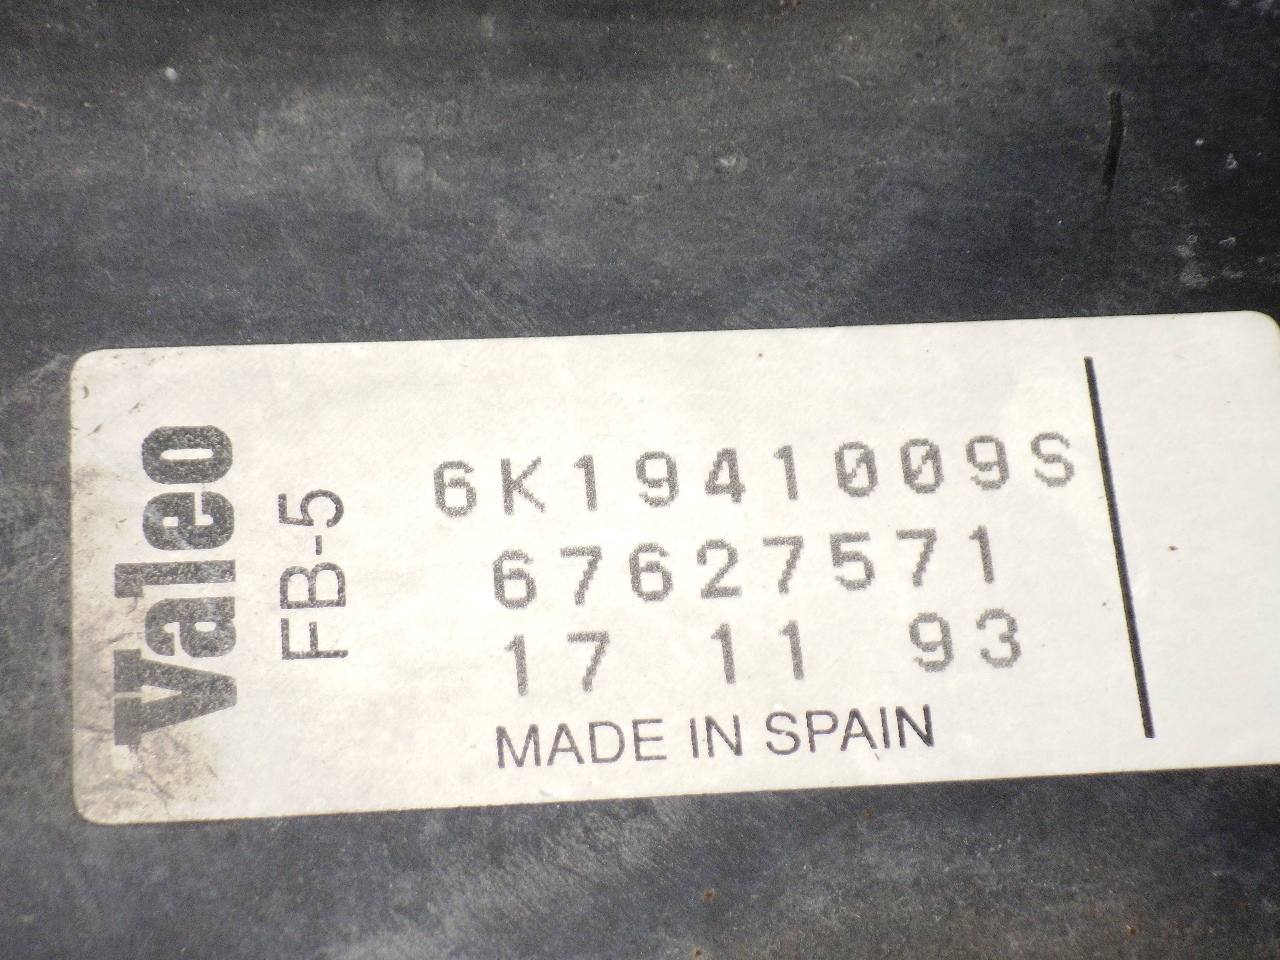 valeo
FB-5
6K1941009S
67627571
17 11 93
MADE IN SPAIN